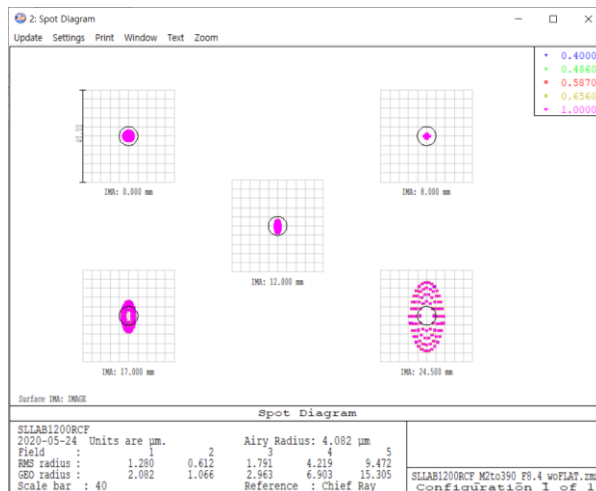 2: Spot Diagram
Update Settings Print Window Text Zoom
* 0.4000
* 0.4860
* 0.5870
* 0.6560
* 1.0000
40.00
IMA: 0.000 mm
IMA: 8.000 mm
IMA: 12.000 mm
IMA: 17.000 mm
IMA: 24.500 mm
Surface IMA: IMAGE
Spot Diagram
SLLAB1200RCF
2020-05-24 Units are µm. Airy Radius: 4.082 µm
Field : 1 2 3 4 5
RMS radius : 1.280 0.612 1.791 4.219 9.472
GEO radius : 2.082 1.066 2.963 6.903 15.305
Scale bar : 40 Reference : Chief Ray
SLLAB1200RCF M2to390 F8.4 woFLAT.zmx
Configuration 1 of 1